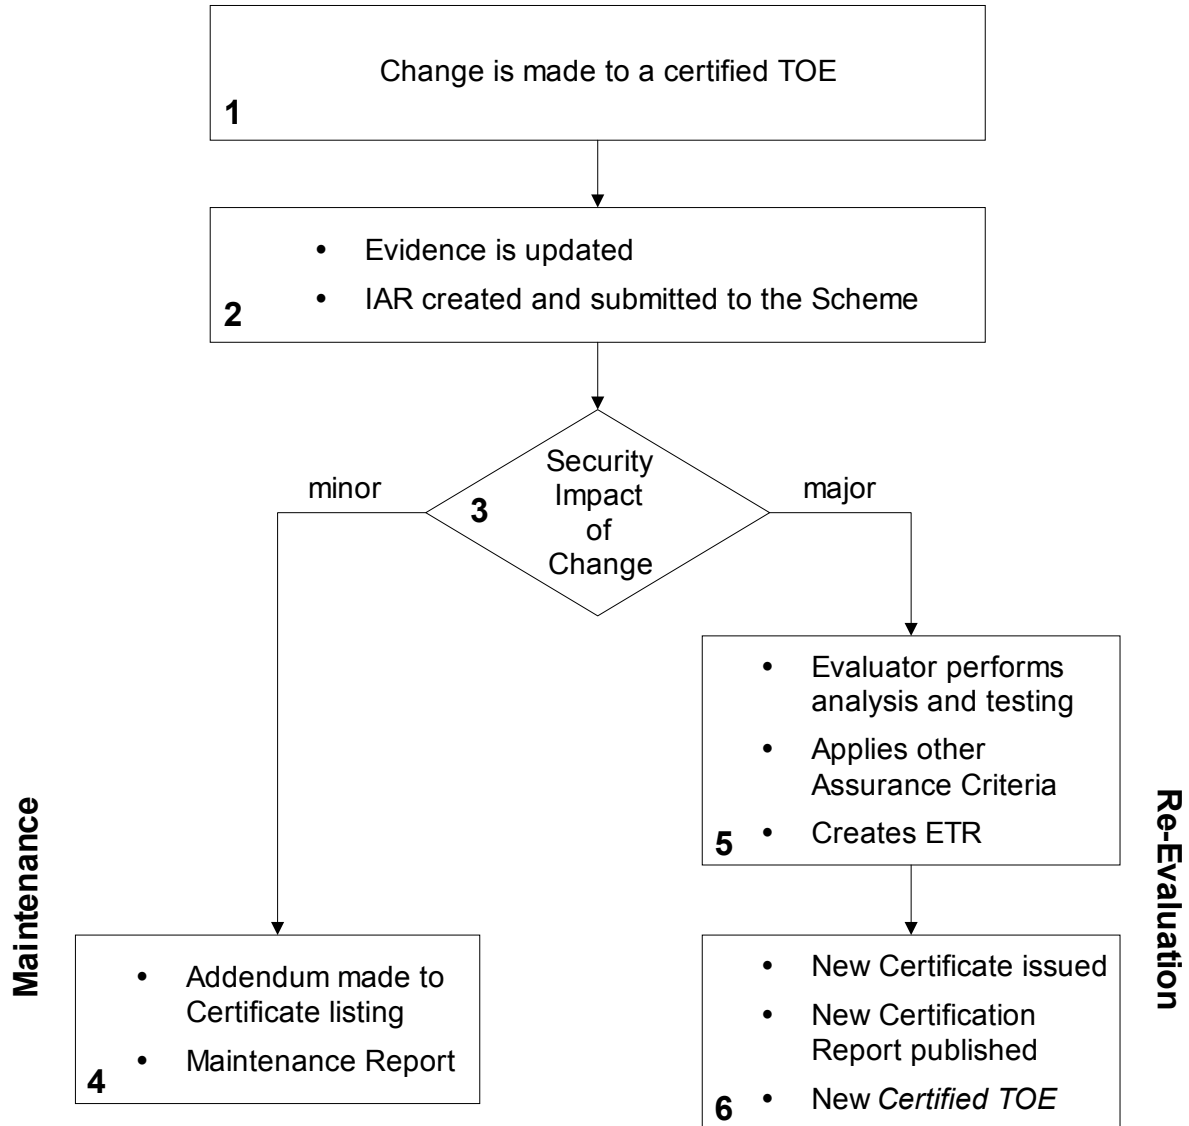 Change is made to a certified TOE
1
• Evidence is updated
• IAR created and submitted to the Scheme
2
Security
Impact
of
Change
3
minor
major
• Evaluator performs
analysis and testing
• Applies other
Assurance Criteria
• Creates ETR
5
Maintenance
Re-Evaluation
• Addendum made to
Certificate listing
• Maintenance Report
4
• New Certificate issued
• New Certification
Report published
• New Certified TOE
6